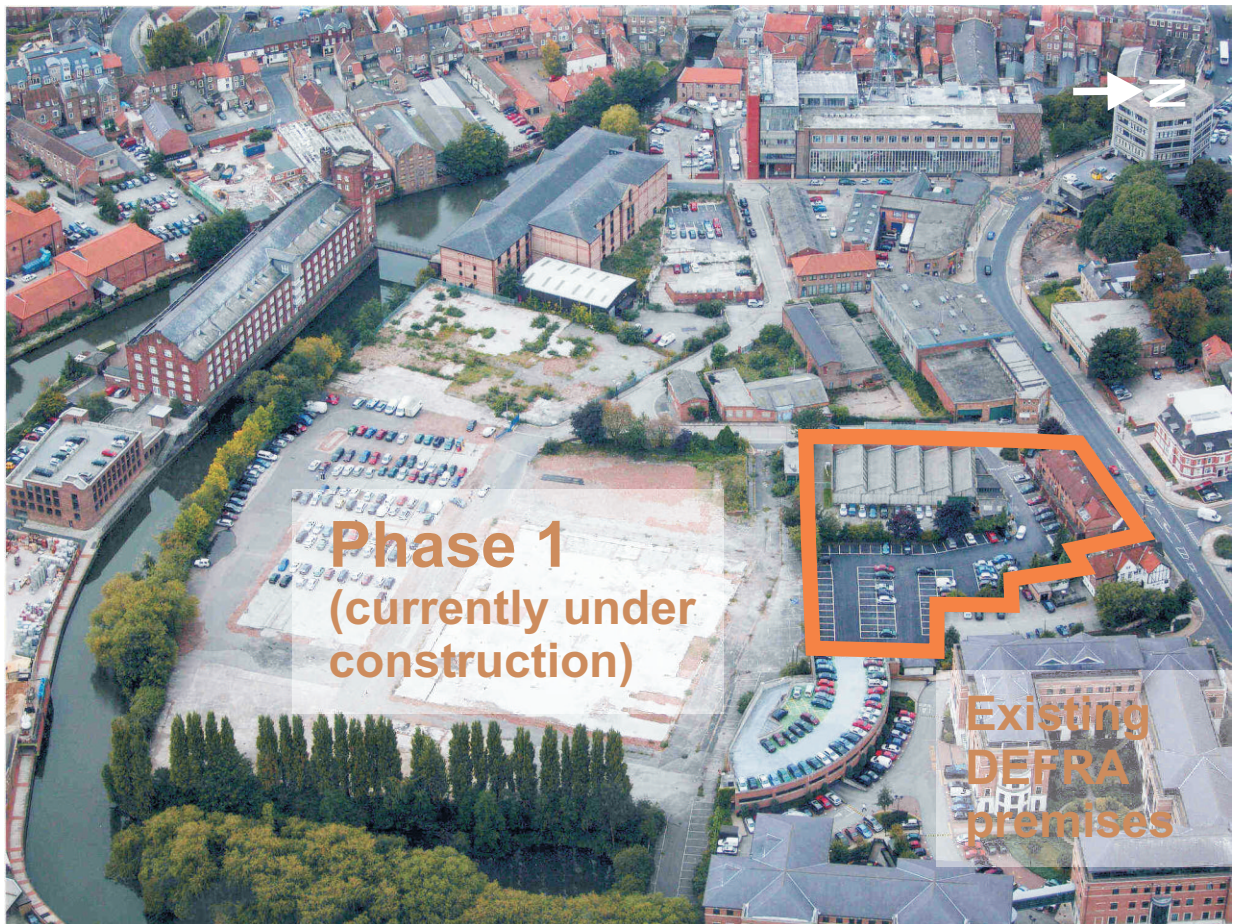 N
Phase 1
(currently under
construction)
Existing
DEFRA
premises